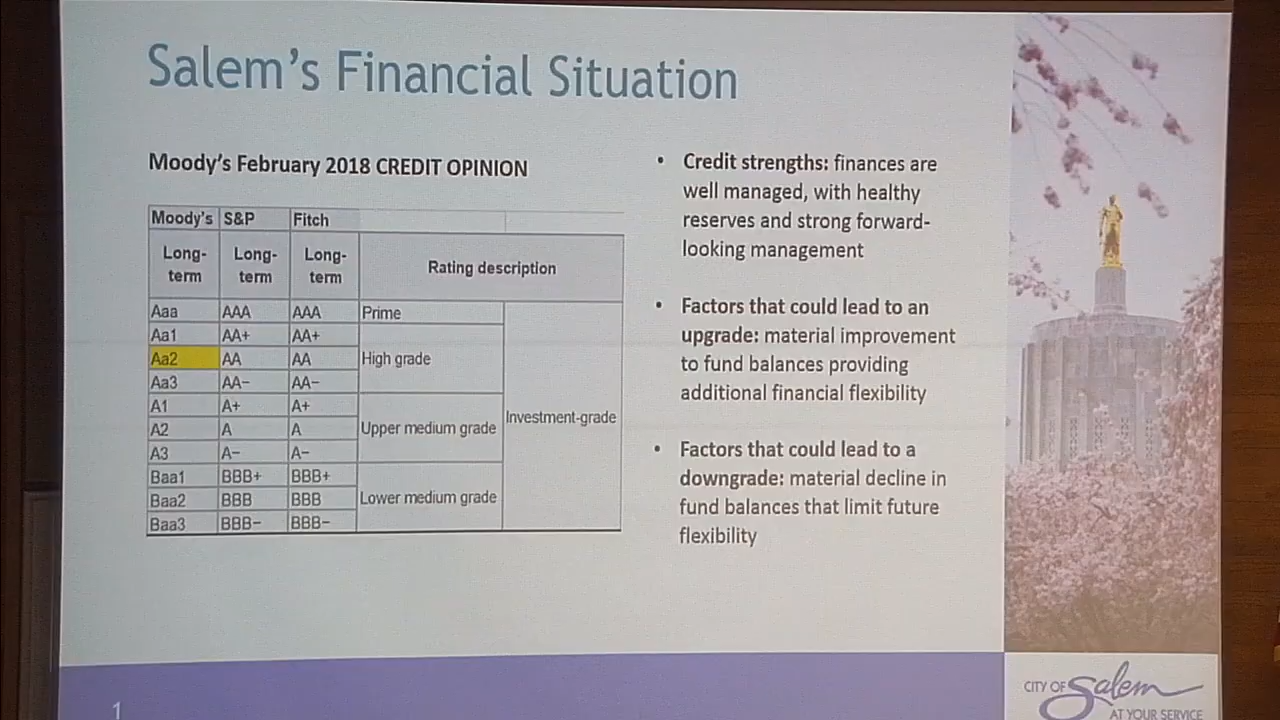 Salem's Financial Situation
Moody's February 2018 CREDIT OPINION
Moody's S&P Fitch
Long-term Long-term Long-term Rating description
Aaa AAA AAA Prime
Aa1 AA+ AA+
Aa2 AA AA High grade
Aa3 AA− AA−
A1 A+ A+
A2 A A Upper medium grade Investment-grade
A3 A− A−
Baa1 BBB+ BBB+
Baa2 BBB BBB Lower medium grade
Baa3 BBB− BBB−
• Credit strengths: finances are
well managed, with healthy
reserves and strong forward-
looking management
• Factors that could lead to an
upgrade: material improvement
to fund balances providing
additional financial flexibility
• Factors that could lead to a
downgrade: material decline in
fund balances that limit future
flexibility
1
CITY OF Salem
AT YOUR SERVICE